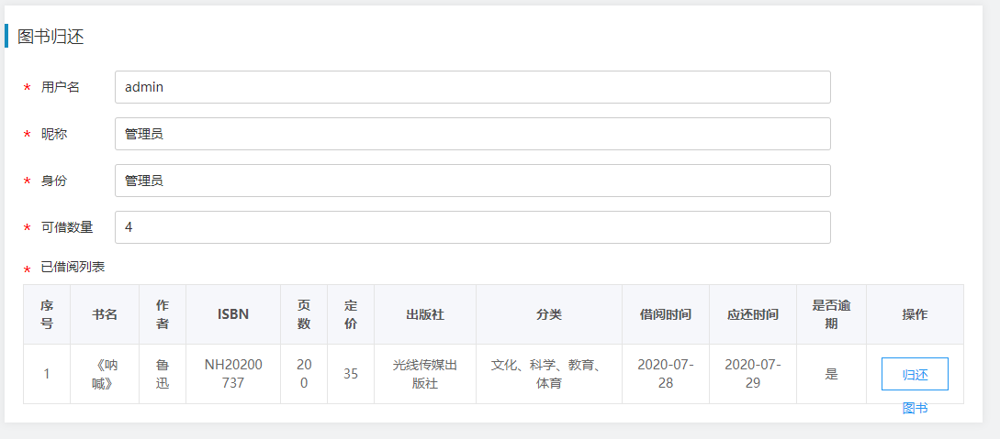 图书归还
* 用户名 admin
* 昵称 管理员
* 身份 管理员
* 可借数量 4
* 已借阅列表
序号 书名 作者 ISBN 页数 定价 出版社 分类 借阅时间 应还时间 是否逾期 操作
1 《呐喊》 鲁迅 NH20200737 200 35 光线传媒出版社 文化、科学、教育、体育 2020-07-28 2020-07-29 是 归还图书